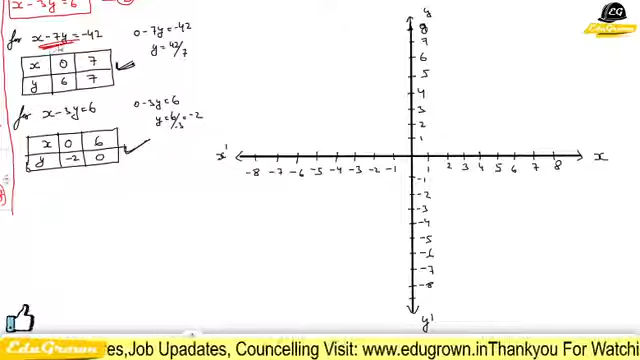 x - 3y = 6
for x-7y = -42
0-7y=-42
y = 42/7
x 0 7
y 6 7
for x-3y=6
0-3y=6
y=6/-3=-2
x 0 6
y -2 0
y
8
7
6
5
4
3
2
1
x' -8 -7 -6 -5 -4 -3 -2 -1 1 2 3 4 5 6 7 8 x
-1
-2
-3
-4
-5
-6
-7
-8
y'
EG
EduGrown
es,Job Upadates, Councelling Visit: www.edugrown.inThankyou For Watchi